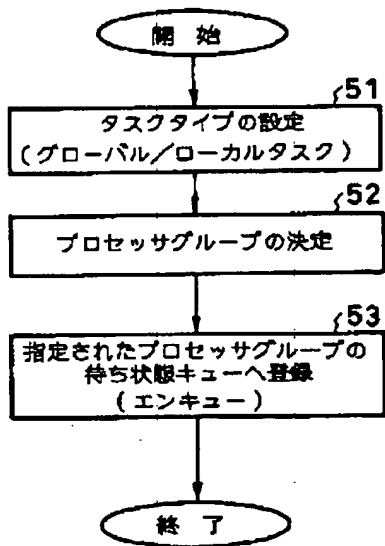 開始
51
タスクタイプの設定
(グローバル/ローカルタスク)
52
プロセッサグループの決定
53
指定されたプロセッサグループの
待ち状態キューへ登録
(エンキュー)
終了